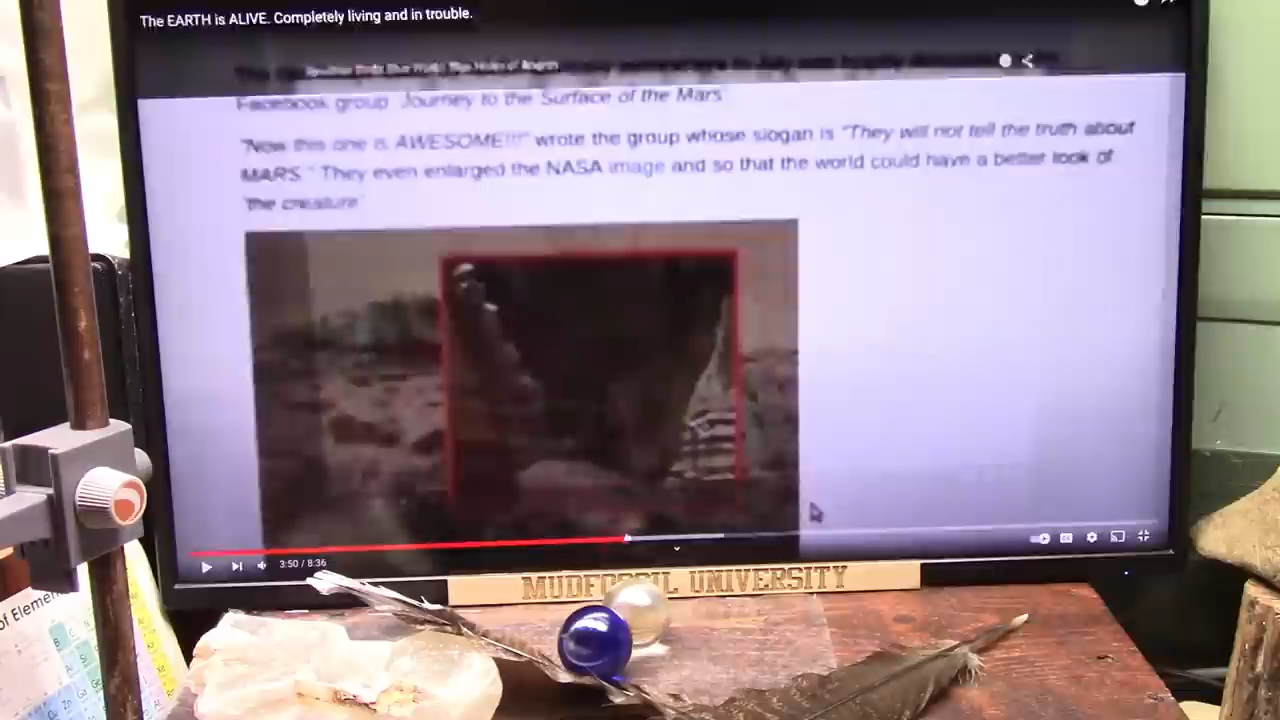 The EARTH is ALIVE. Completely living and in trouble.
Facebook group 'Journey to the Surface of the Mars'
"Now this one is AWESOME!!!" wrote the group whose slogan is "They will not tell the truth about
MARS." They even enlarged the NASA image and so that the world could have a better look of
'the creature'
3:50 / 8:36
MUDFOSSIL UNIVERSITY
of Elemen